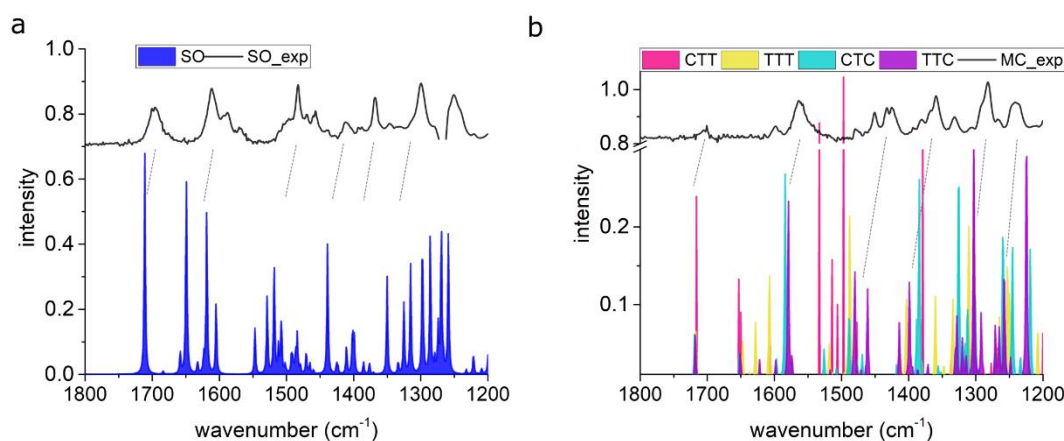 a
SO SO_exp
1.0
0.8
0.6
0.4
0.2
0.0
intensity
1800 1700 1600 1500 1400 1300 1200
wavenumber (cm-1)
b
CTT TTT CTC TTC MC_exp
1.0
0.8
0.2
0.1
intensity
1800 1700 1600 1500 1400 1300 1200
wavenumber (cm-1)